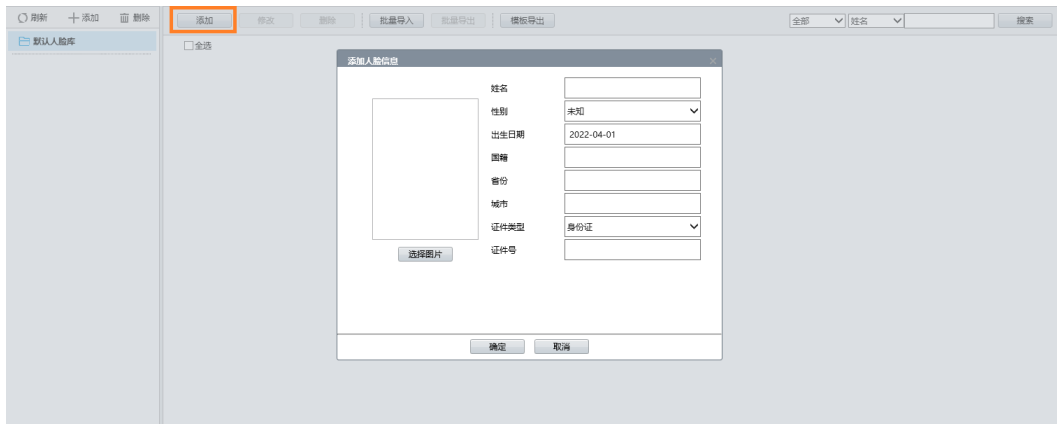 刷新 添加 删除 添加 修改 删除 批量导入 批量导出 模板导出 全部 姓名 搜索
默认人脸库
全选
添加人脸信息
姓名
性别 未知
出生日期 2022-04-01
国籍
省份
城市
证件类型 身份证
选择图片 证件号
确定 取消